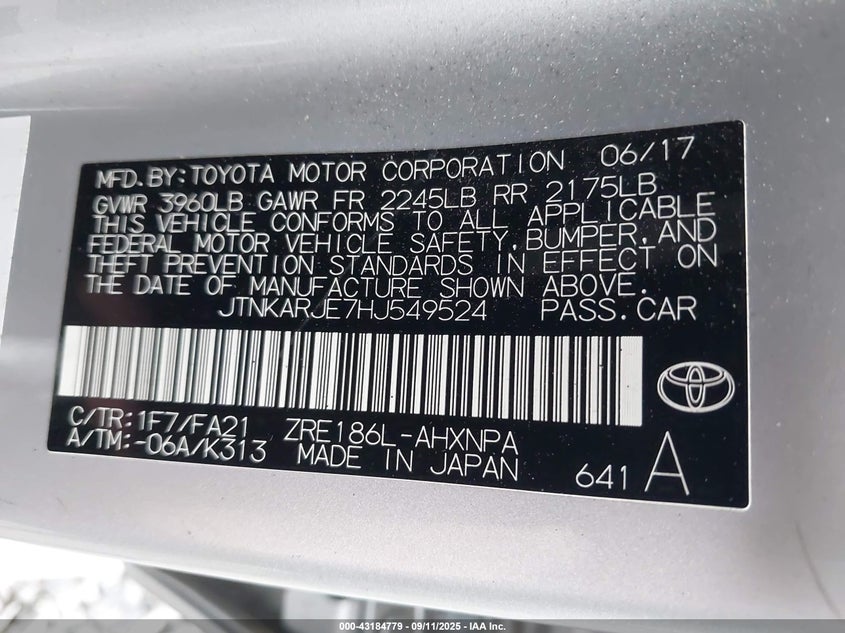 MFD.BY:TOYOTA MOTOR CORPORATION 06/17
GVWR 3960LB GAWR FR 2245LB RR 2175LB
THIS VEHICLE CONFORMS TO ALL APPLICABLE
FEDERAL MOTOR VEHICLE SAFETY,BUMPER,AND
THEFT PREVENTION STANDARDS IN EFFECT ON
THE DATE OF MANUFACTURE SHOWN ABOVE.
JTNKARJE7HJ549524 PASS.CAR
C/TR:1F7/FA21 ZRE186L-AHXNPA
A/TM:-06A/K313 MADE IN JAPAN 641 A
000-43184779 - 09/11/2025 - IAA Inc.